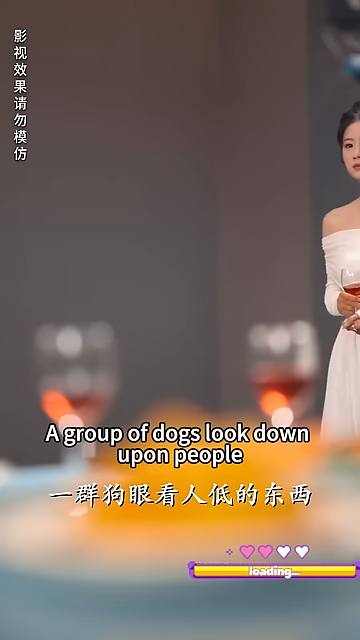 影视效果请勿模仿
A group of dogs look down
upon people
一群狗眼看人低的东西
loading...